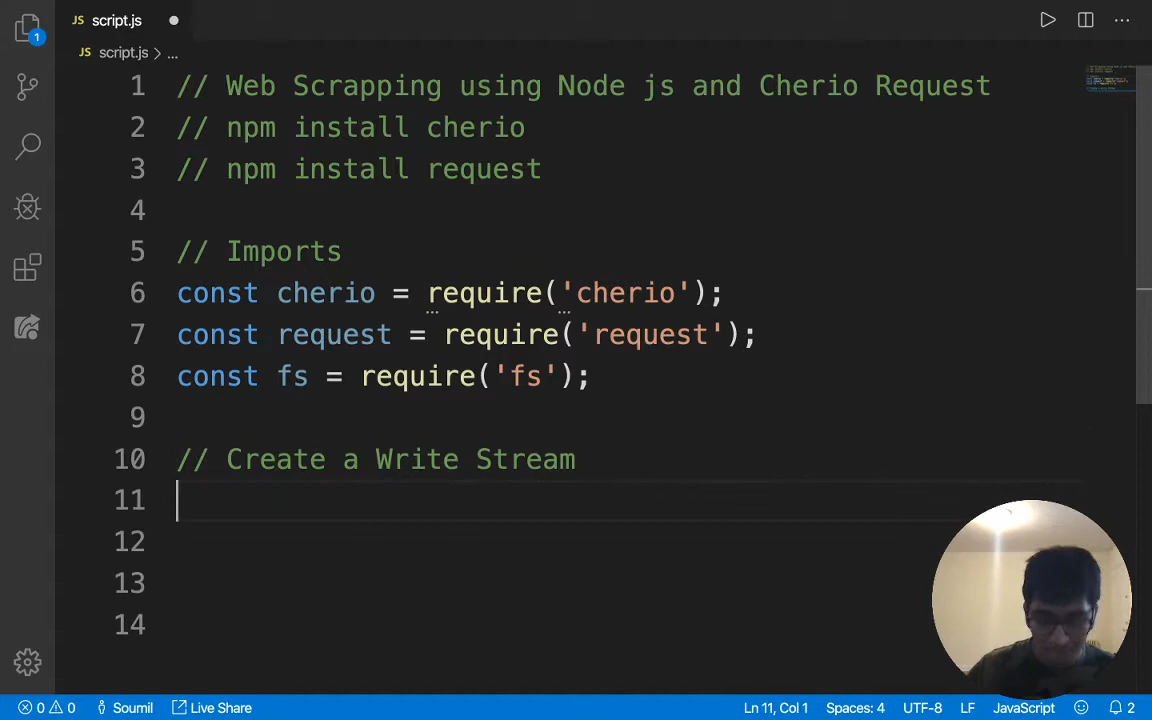 JS script.js
JS script.js > ...
1
1 // Web Scrapping using Node js and Cherio Request
2 // npm install cherio
3 // npm install request
4
5 // Imports
6 const cherio = require('cherio');
7 const request = require('request');
8 const fs = require('fs');
9
10 // Create a Write Stream
11
12
13
14
0 0 Soumil Live Share Ln 11, Col 1 Spaces: 4 UTF-8 LF JavaScript 2